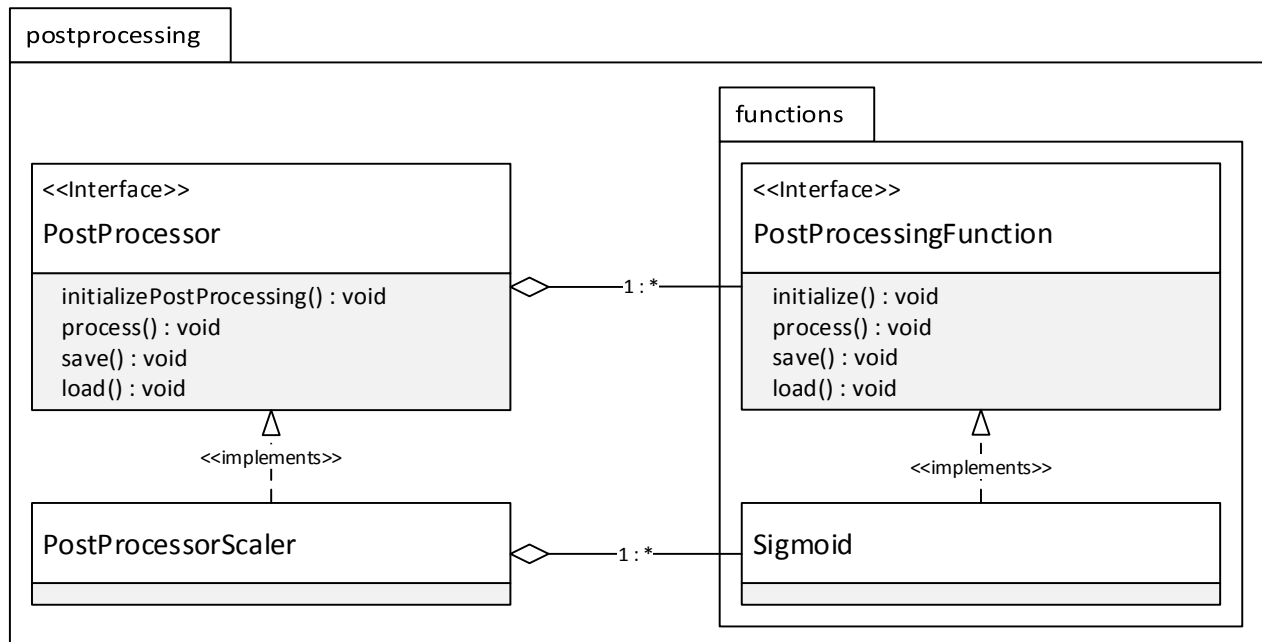 postprocessing
functions
<<Interface>>
PostProcessor
initializePostProcessing() : void
process() : void
save() : void
load() : void
1 : *
<<Interface>>
PostProcessingFunction
initialize() : void
process() : void
save() : void
load() : void
<<implements>>
<<implements>>
PostProcessorScaler
1 : *
Sigmoid